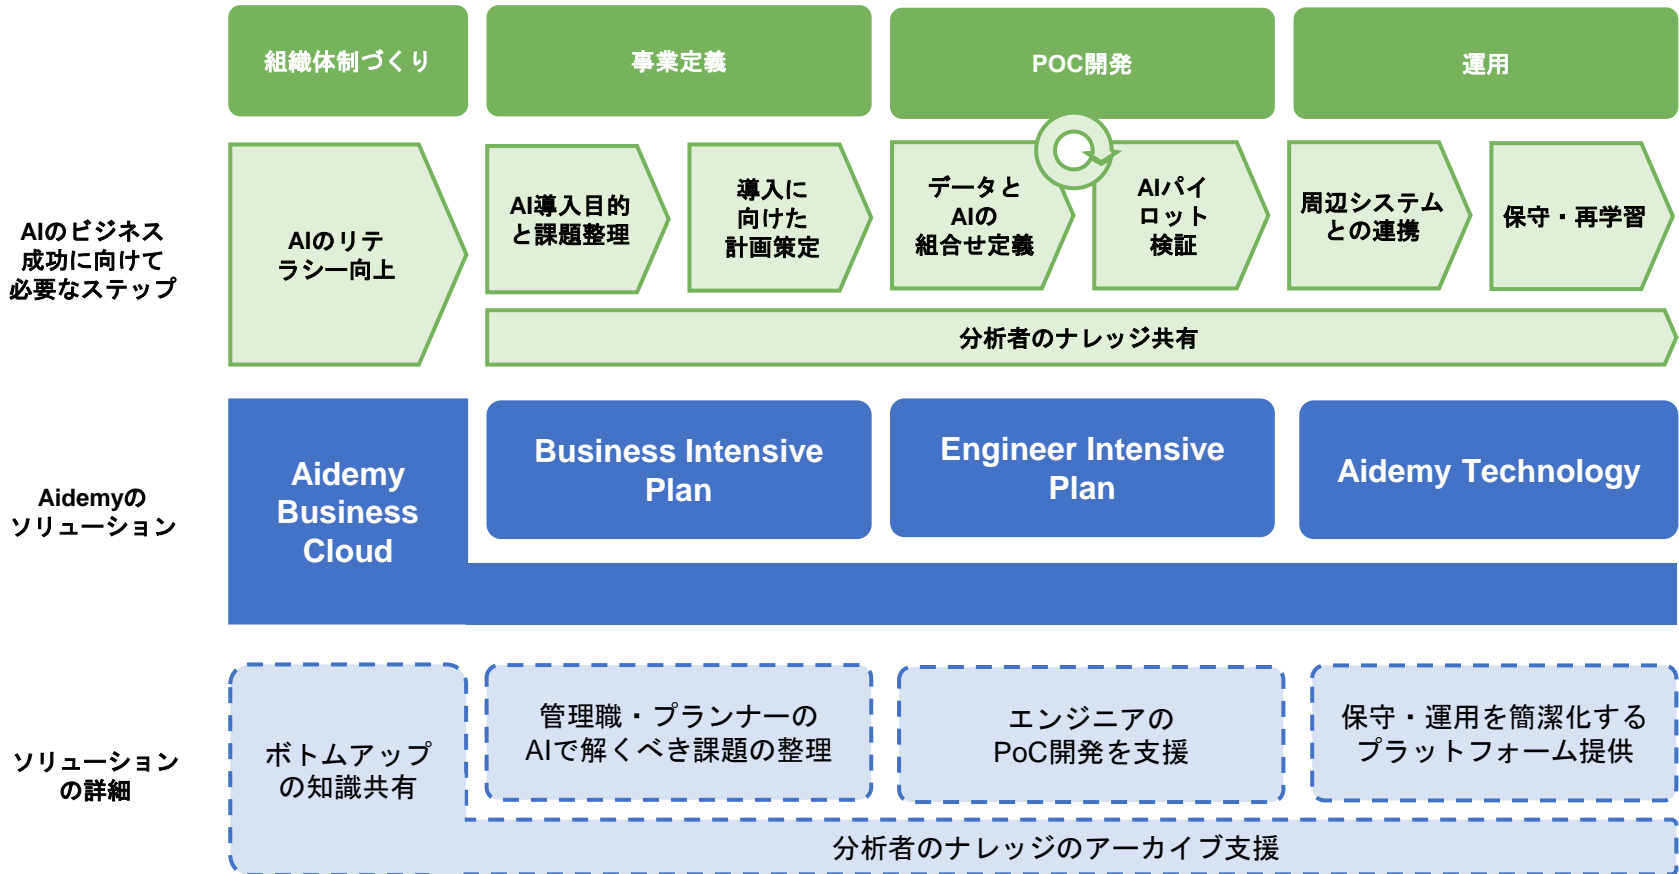 組織体制づくり
事業定義
POC開発
運用
AIのビジネス
成功に向けて
必要なステップ
AIのリテ
ラシー向上
AI導入目的
と課題整理
導入に
向けた
計画策定
データと
AIの
組合せ定義
AIパイ
ロット
検証
周辺システム
との連携
保守・再学習
分析者のナレッジ共有
Aidemyの
ソリューション
Aidemy
Business
Cloud
Business Intensive
Plan
Engineer Intensive
Plan
Aidemy Technology
ソリューション
の詳細
ボトムアップ
の知識共有
管理職・プランナーの
AIで解くべき課題の整理
エンジニアの
PoC開発を支援
保守・運用を簡潔化する
プラットフォーム提供
分析者のナレッジのアーカイブ支援